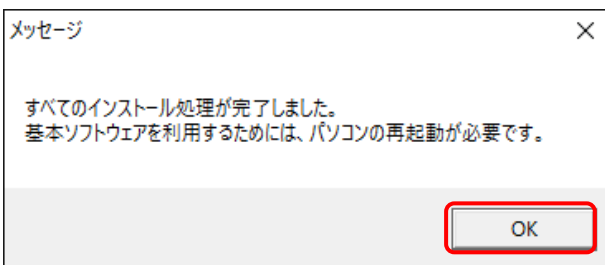 メッセージ
すべてのインストール処理が完了しました。
基本ソフトウェアを利用するためには、パソコンの再起動が必要です。
OK